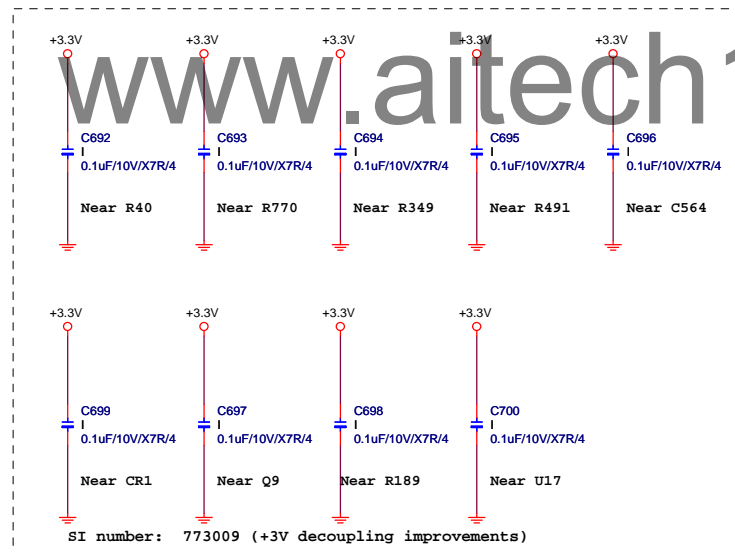 +3.3V +3.3V +3.3V +3.3V +3.3V
www.aitech1
C692 C693 C694 C695 C696
I I I I I
0.1uF/10V/X7R/4 0.1uF/10V/X7R/4 0.1uF/10V/X7R/4 0.1uF/10V/X7R/4 0.1uF/10V/X7R/4
Near R40 Near R770 Near R349 Near R491 Near C564
+3.3V +3.3V +3.3V +3.3V
C699 C697 C698 C700
I I I I
0.1uF/10V/X7R/4 0.1uF/10V/X7R/4 0.1uF/10V/X7R/4 0.1uF/10V/X7R/4
Near CR1 Near Q9 Near R189 Near U17
SI number: 773009 (+3V decoupling improvements)